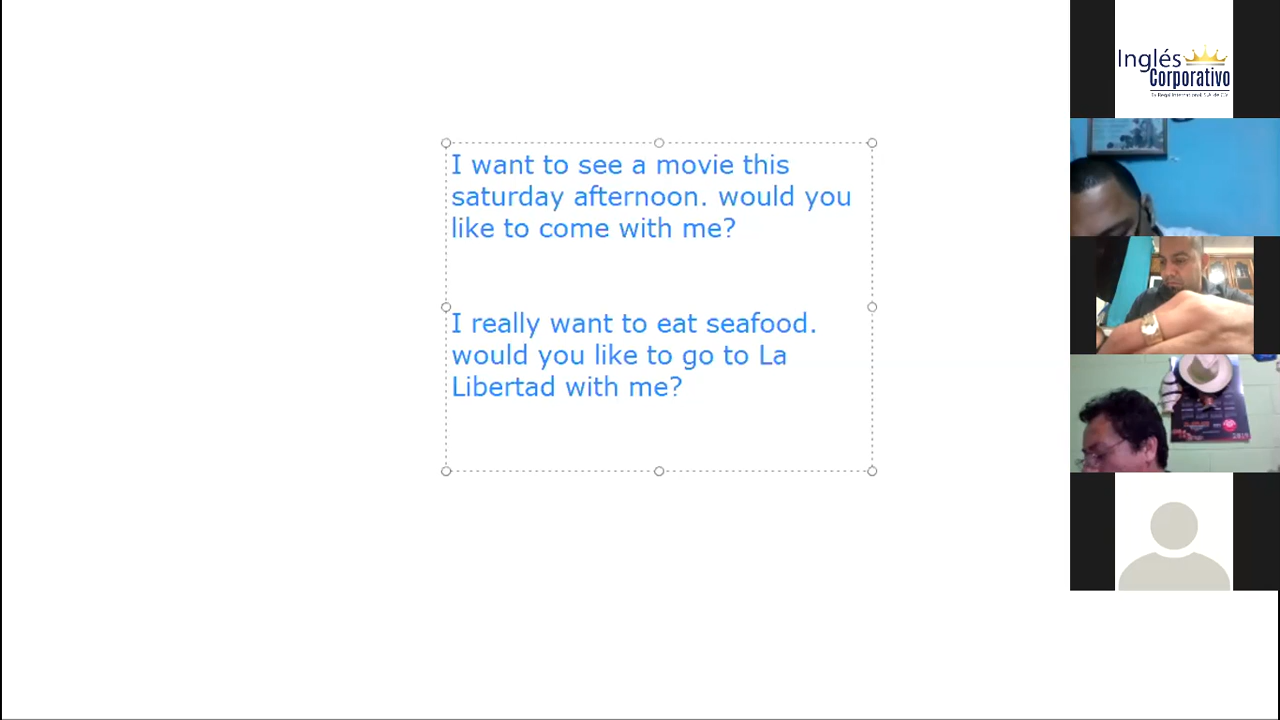 I want to see a movie this
saturday afternoon. would you
like to come with me?
I really want to eat seafood.
would you like to go to La
Libertad with me?
Inglés
Corporativo
2019